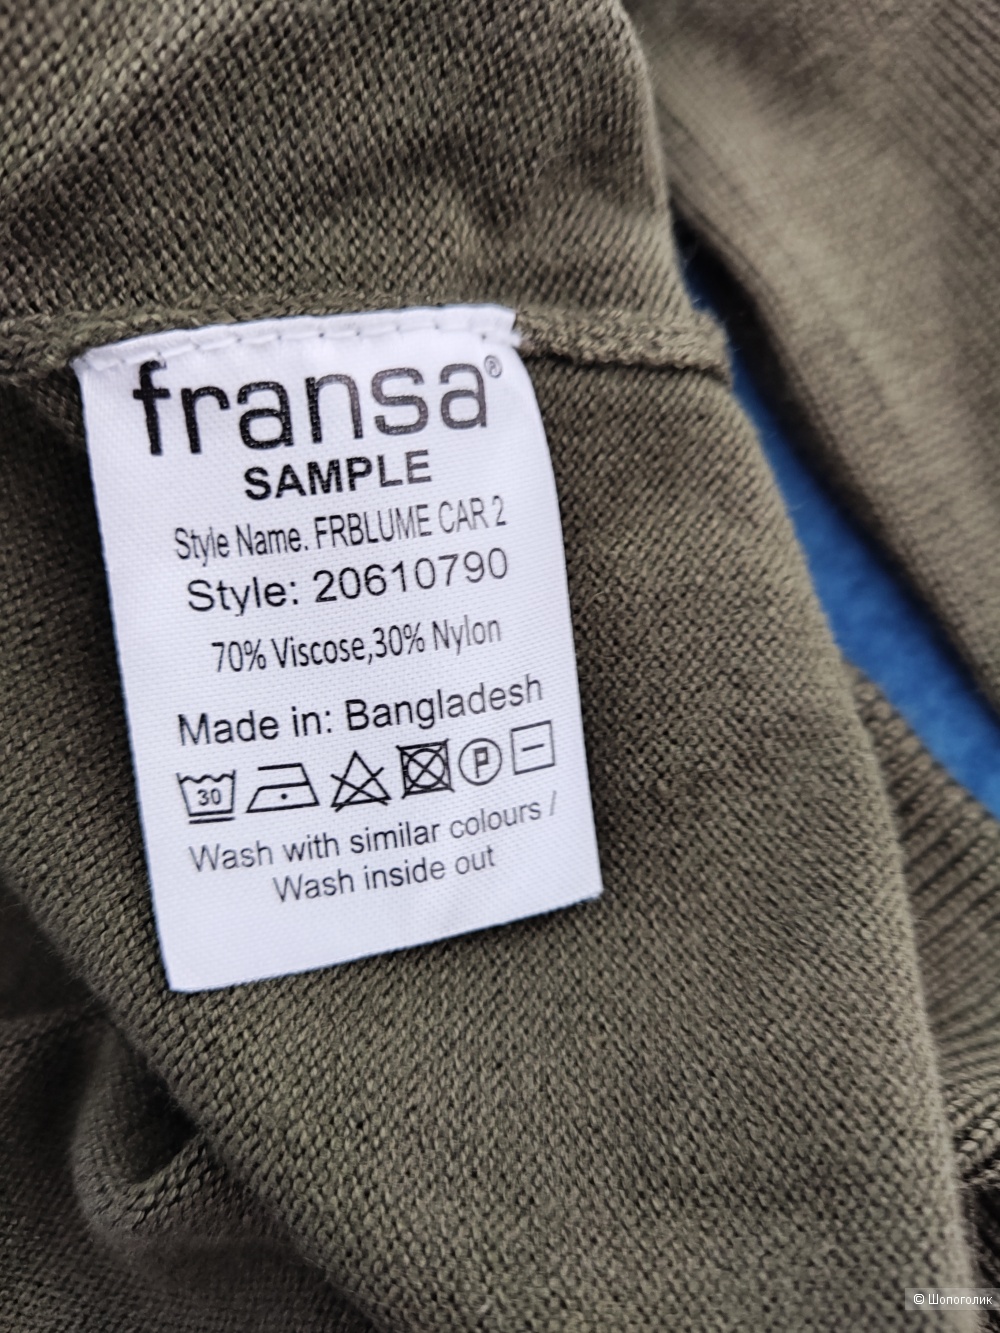 fransa®
SAMPLE
Style Name. FRBLUME CAR 2
Style: 20610790
70% Viscose,30% Nylon
Made in: Bangladesh
30 P
Wash with similar colours /
Wash inside out
© Шопоголик